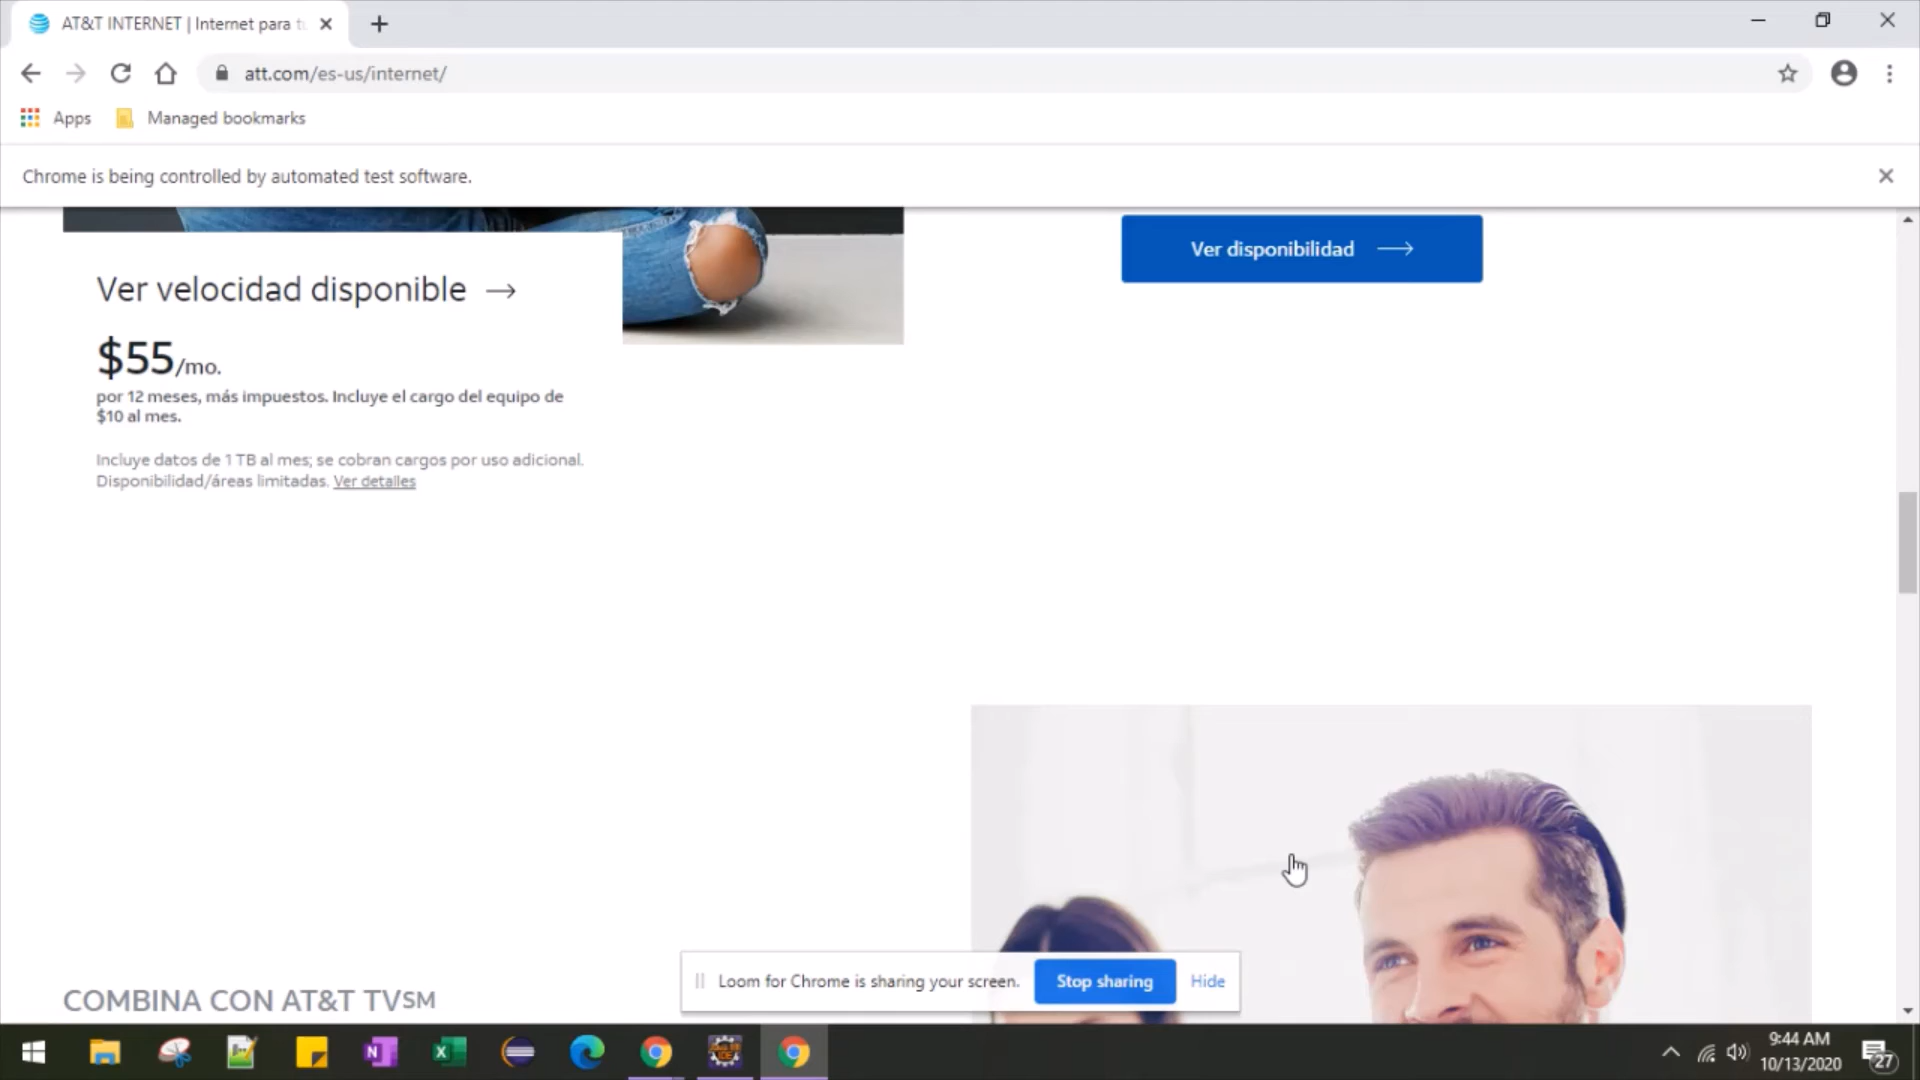 AT&T INTERNET | Internet para t
att.com/es-us/internet/
Apps
Managed bookmarks
Chrome is being controlled by automated test software.
Ver disponibilidad
Ver velocidad disponible
$55/mo.
por 12 meses, más impuestos. Incluye el cargo del equipo de
$10 al mes.
Incluye datos de 1 TB al mes; se cobran cargos por uso adicional.
Disponibilidad/áreas limitadas. Ver detalles
COMBINA CON AT&T TVSM
Loom for Chrome is sharing your screen.
Stop sharing
Hide
9:44 AM
10/13/2020
27